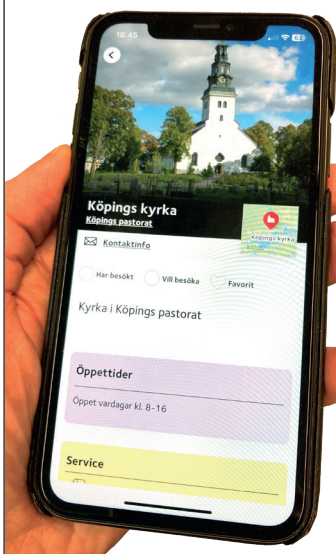 18:45
Köpings kyrka
Köpings pastorat
Köpings kyrka
Kontaktinfo
Har besökt
Vill besöka
Favorit
Kyrka i Köpings pastorat
Öppettider
Öppet vardagar kl. 8-16
Service